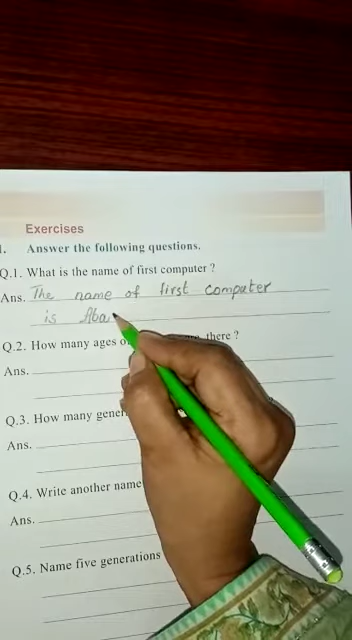 Exercises
1. Answer the following questions.
Q.1. What is the name of first computer ?
Ans. The name of first computer
is Aba
Q.2. How many ages there ?
Ans.
Q.3. How many
Ans.
Q.4. Write another name
Ans.
Q.5. Name five generations